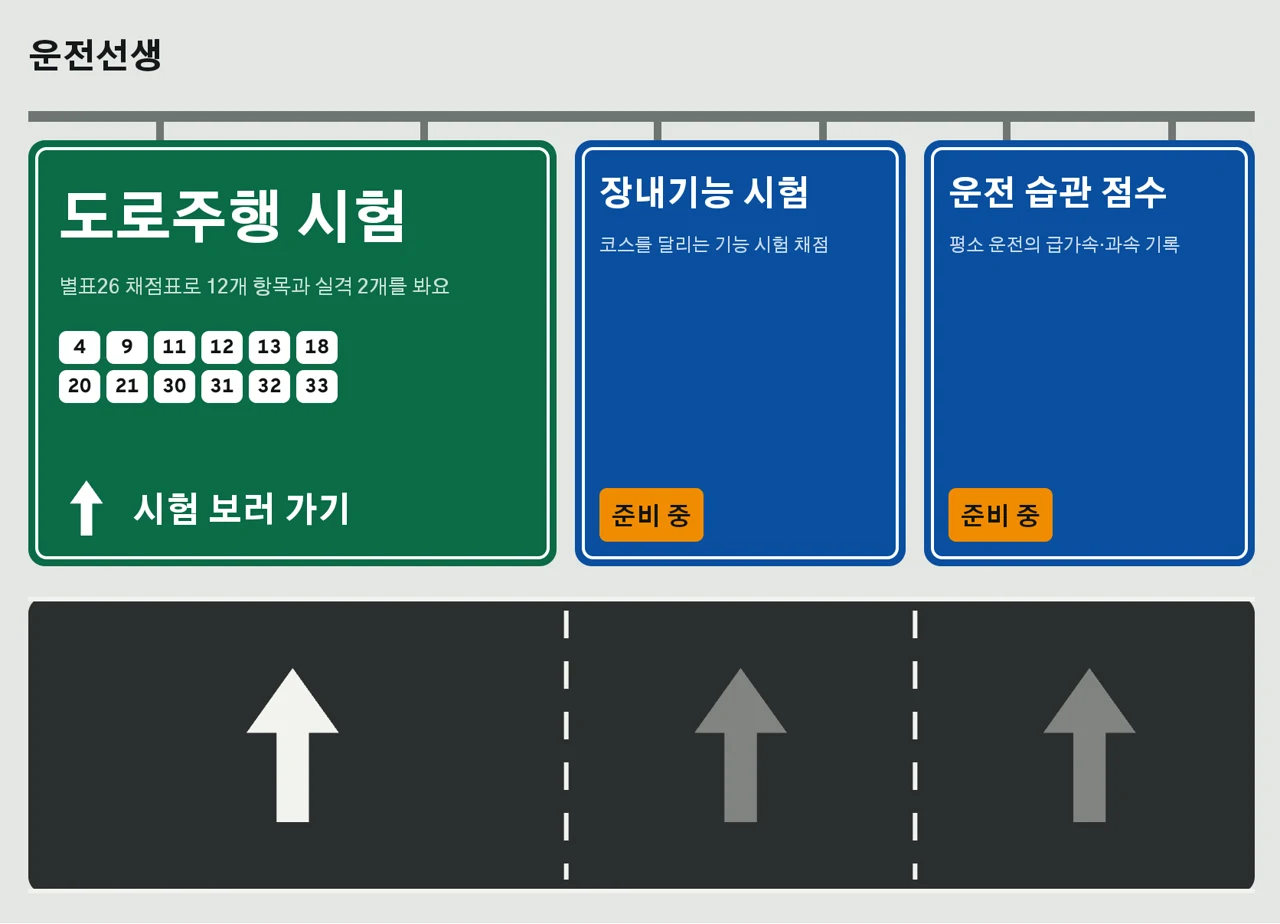 운전선생
도로주행 시험
별표26 채점표로 12개 항목과 실격 2개를 봐요
4 9 11 12 13 18
20 21 30 31 32 33
시험 보러 가기
장내기능 시험
코스를 달리는 기능 시험 채점
준비 중
운전 습관 점수
평소 운전의 급가속·과속 기록
준비 중